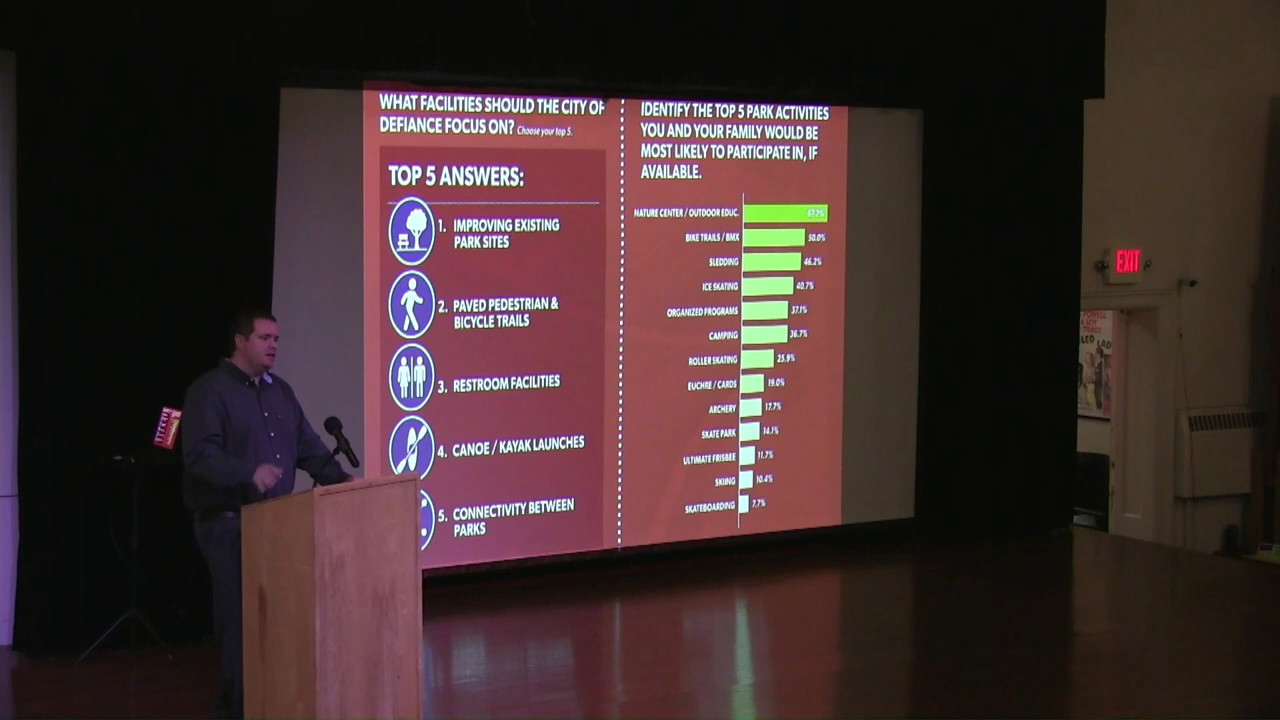 WHAT FACILITIES SHOULD THE CITY OF
DEFIANCE FOCUS ON? Choose your top 5.
TOP 5 ANSWERS:
1. IMPROVING EXISTING
PARK SITES
2. PAVED PEDESTRIAN &
BICYCLE TRAILS
3. RESTROOM FACILITIES
4. CANOE / KAYAK LAUNCHES
5. CONNECTIVITY BETWEEN
PARKS
IDENTIFY THE TOP 5 PARK ACTIVITIES
YOU AND YOUR FAMILY WOULD BE
MOST LIKELY TO PARTICIPATE IN, IF
AVAILABLE.
NATURE CENTER / OUTDOOR EDUC.
BIKE TRAILS / BMX 50.0%
SLEDDING 46.2%
ICE SKATING 40.7%
ORGANIZED PROGRAMS 37.1%
CAMPING 36.7%
ROLLER SKATING 25.9%
EUCHRE / CARDS 19.0%
ARCHERY 17.7%
SKATE PARK 14.1%
ULTIMATE FRISBEE 11.7%
SKIING 10.4%
SKATEBOARDING 7.7%
EXIT